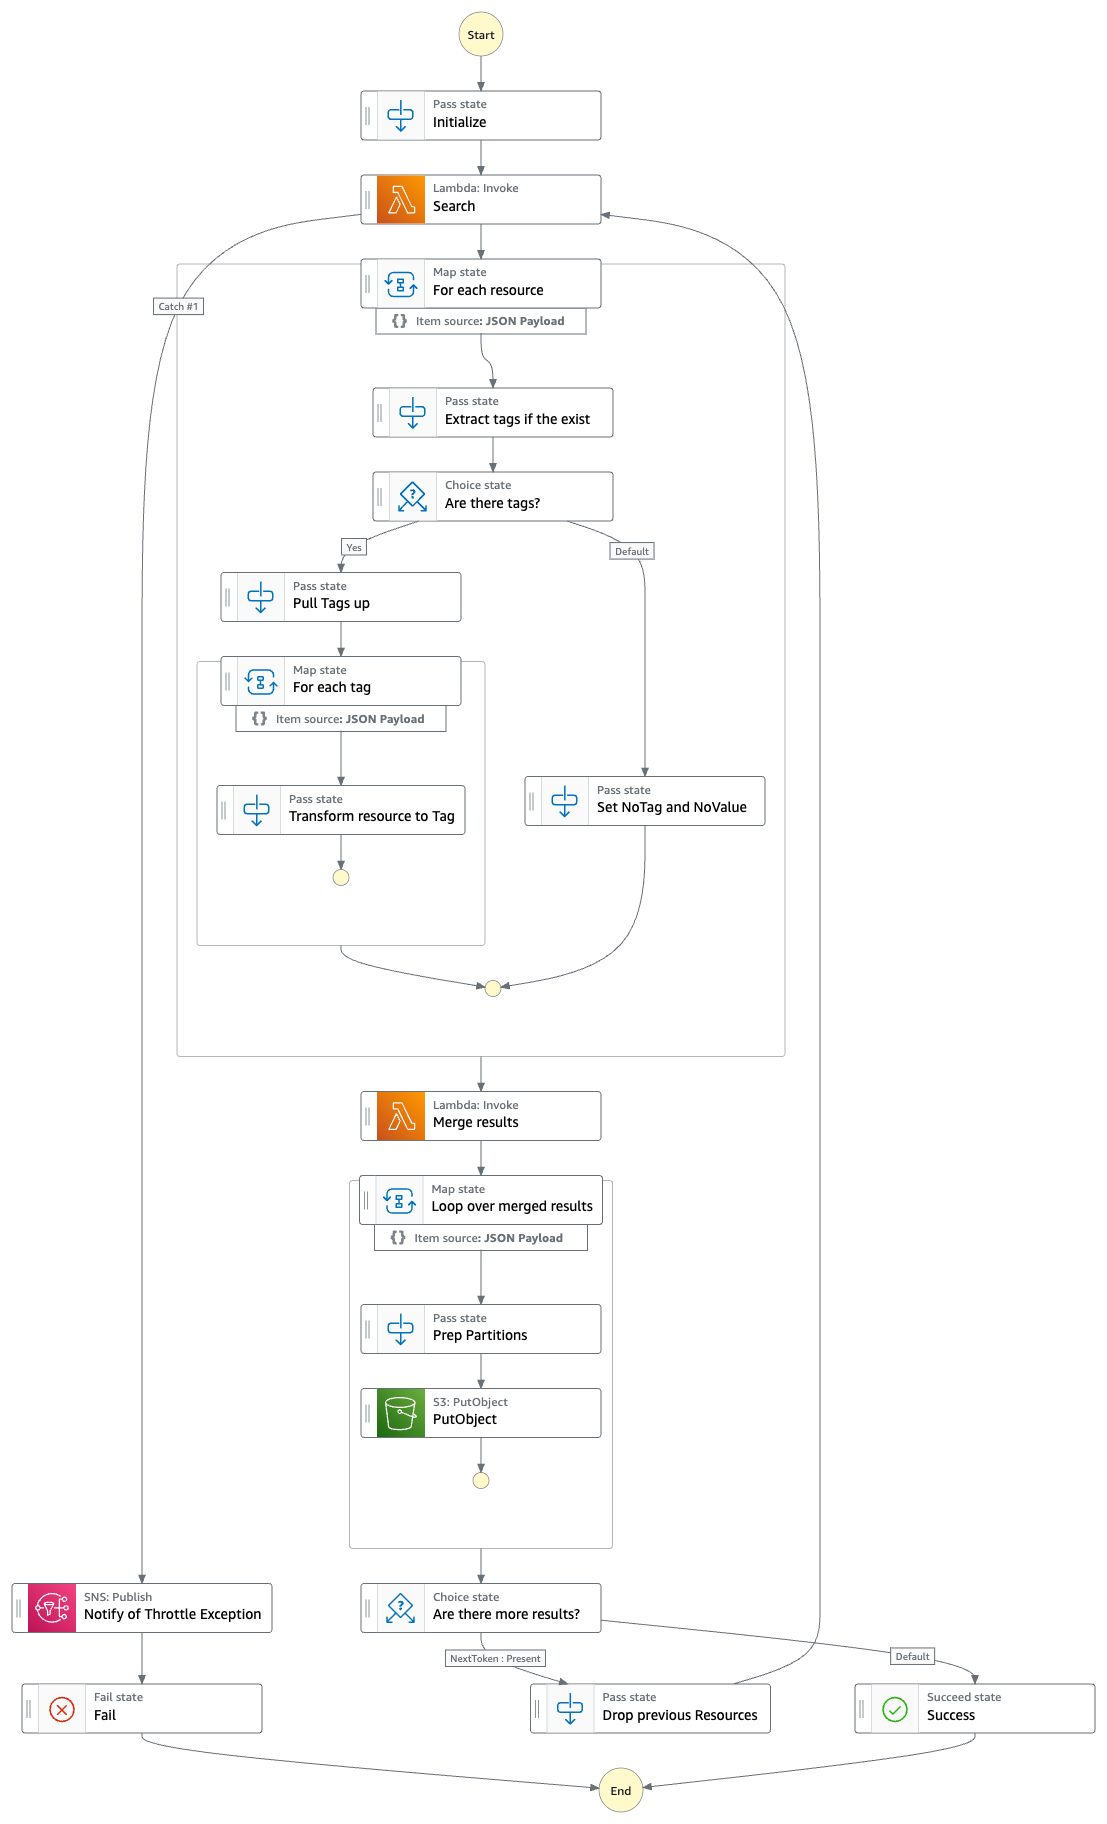 Start
Pass state
Initialize
Lambda: Invoke
Search
Map state
For each resource
{} Item source: JSON Payload
Catch #1
Pass state
Extract tags if the exist
Choice state
Are there tags?
Yes
Default
Pass state
Pull Tags up
Map state
For each tag
{} Item source: JSON Payload
Pass state
Transform resource to Tag
Pass state
Set NoTag and NoValue
Lambda: Invoke
Merge results
Map state
Loop over merged results
{} Item source: JSON Payload
Pass state
Prep Partitions
S3: PutObject
PutObject
SNS: Publish
Notify of Throttle Exception
Choice state
Are there more results?
NextToken : Present
Default
Fail state
Fail
Pass state
Drop previous Resources
Succeed state
Success
End